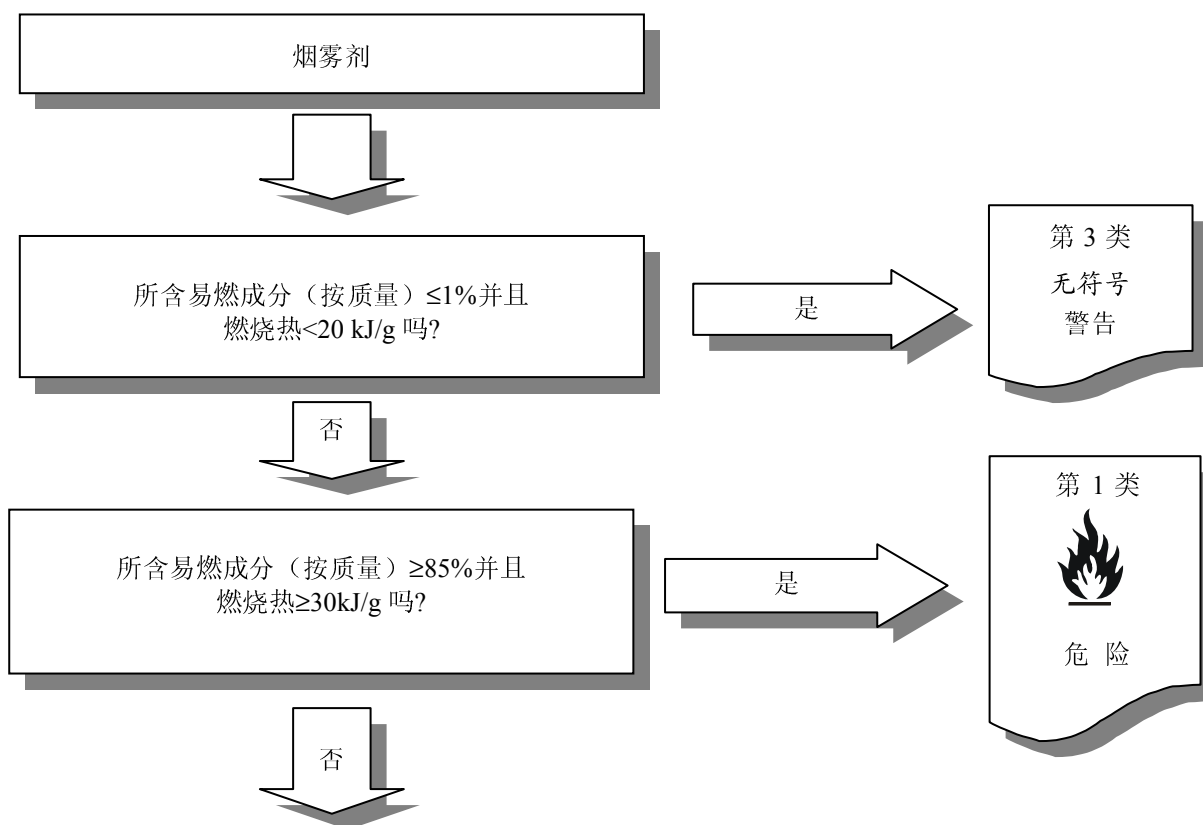 烟雾剂
所含易燃成分（按质量）≤1%并且
燃烧热<20 kJ/g 吗?
是
第 3 类
无符号
警告
否
所含易燃成分（按质量）≥85%并且
燃烧热≥30kJ/g 吗?
是
第 1 类
危 险
否